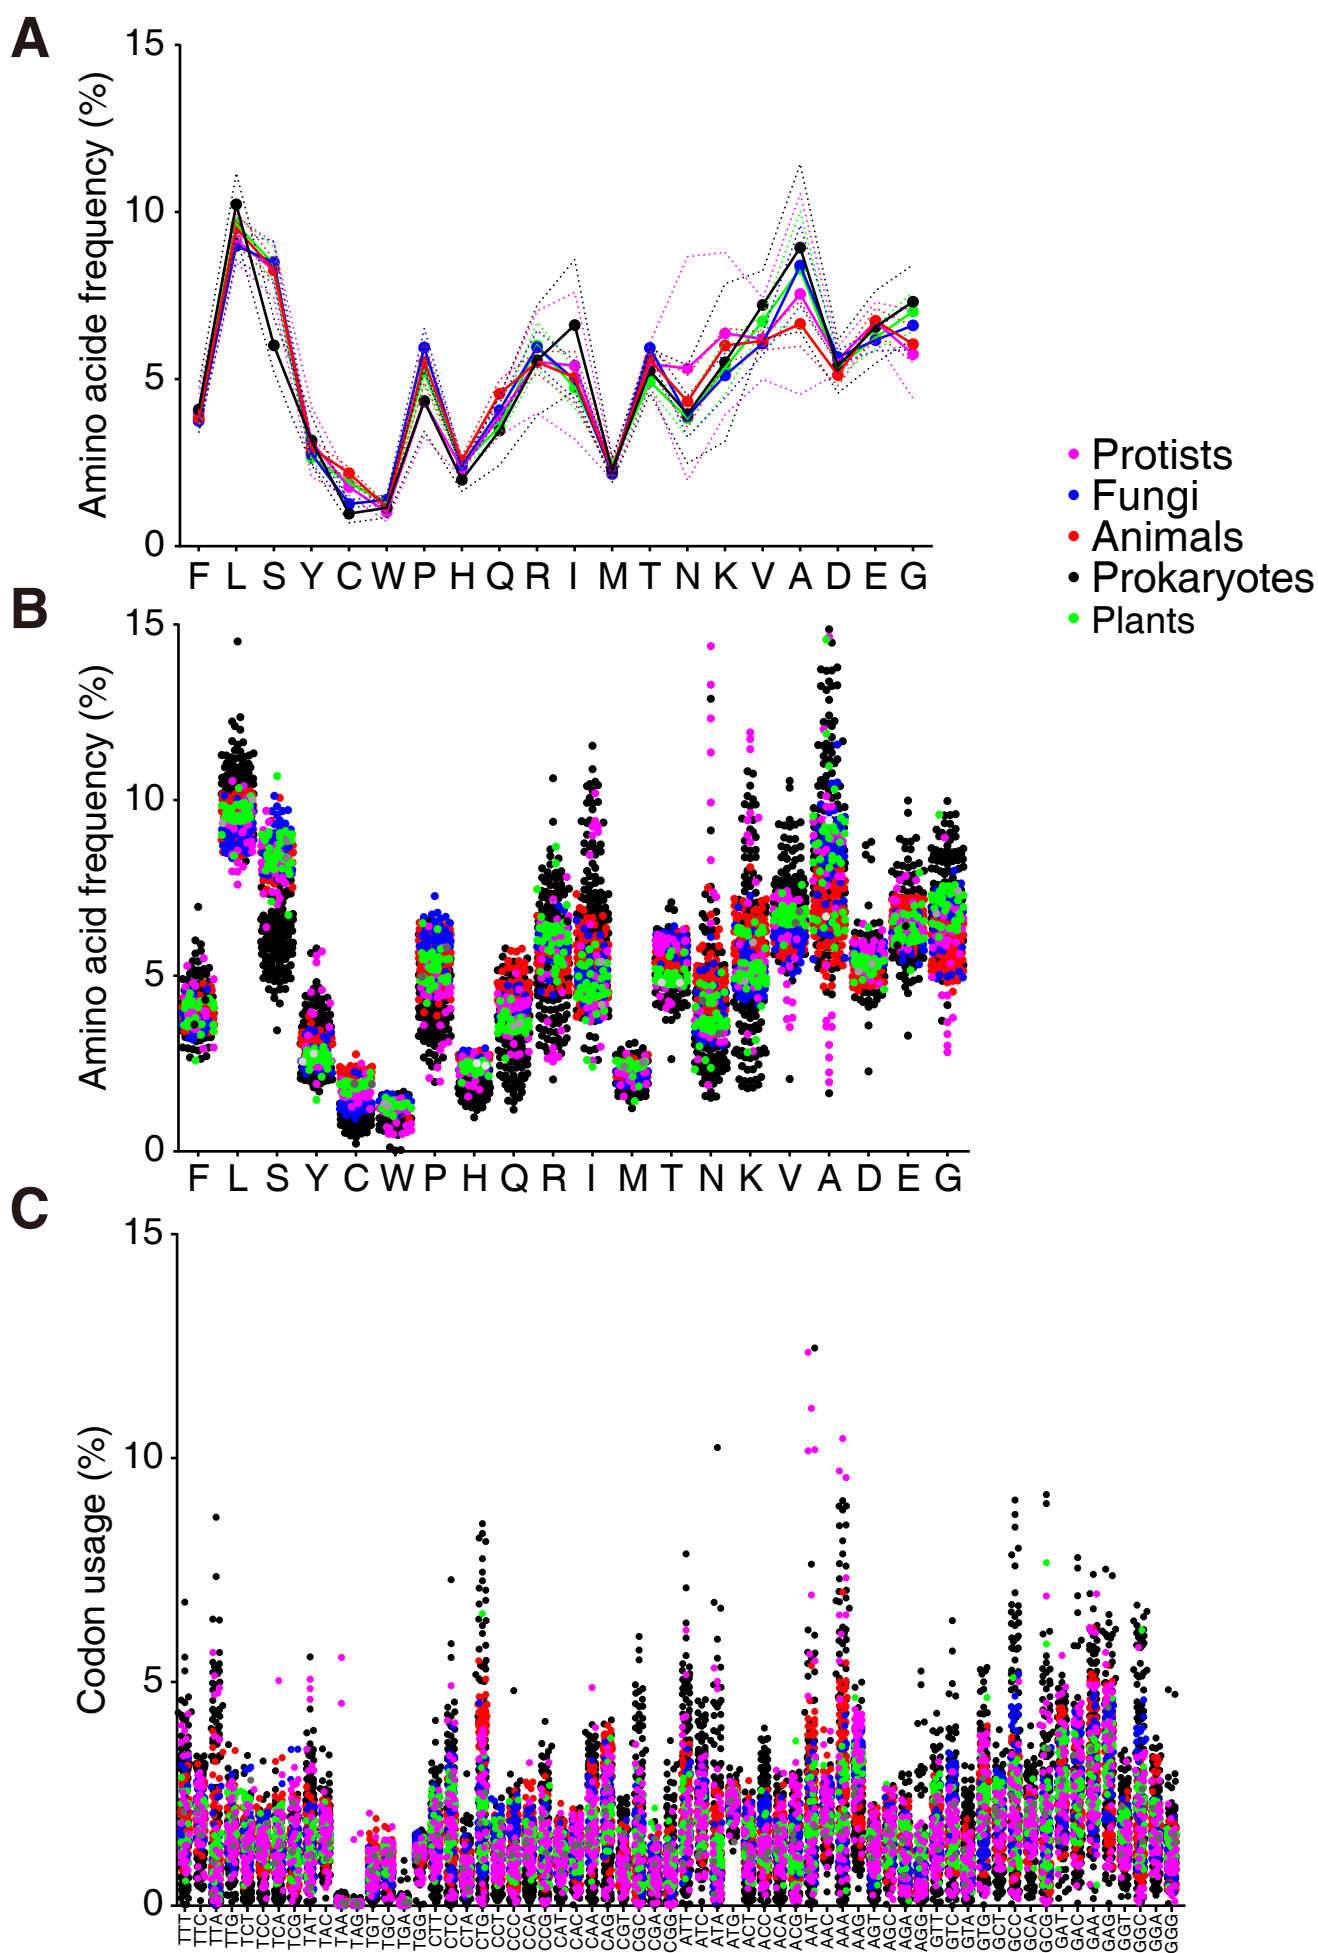 A
15
10
5
0
Amino acide frequency (%)
F L S Y C W P H Q R I M T N K V A D E G
Protists
Fungi
Animals
Prokaryotes
Plants
B
15
10
5
0
Amino acid frequency (%)
F L S Y C W P H Q R I M T N K V A D E G
C
15
10
5
0
Codon usage (%)
TTT TTC TTA TTG TCT TCC TCA TCG TAT TAC TAA TAG TGT TGC TGA TGG CTT CTC CTA CTG CCT CCC CCA CCG CAT CAC CAA CAG CGT CGC CGA CGG ATT ATC ATA ATG ACT ACC ACA ACG AAT AAC AAA AAG AGT AGC AGA AGG GTT GTC GTA GTG GCT GCC GCA GCG GAT GAC GAA GAG GGT GGC GGA GGG